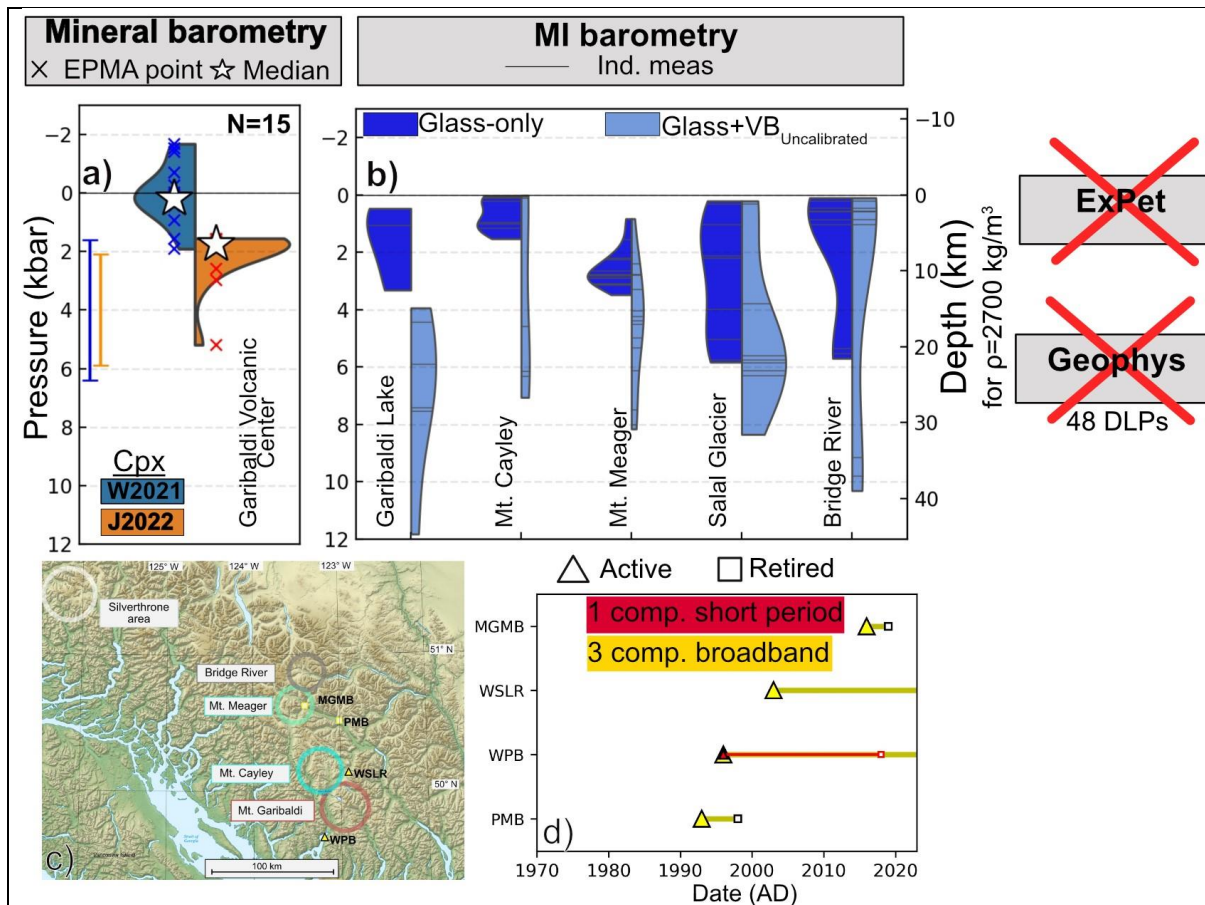 Mineral barometry
× EPMA point ☆ Median
MI barometry
Ind. meas
a)
N=15
Pressure (kbar)
−2
0
2
4
6
8
10
12
Cpx
W2021
J2022
Garibaldi Volcanic
Center
b)
Glass-only
Glass+VB Uncalibrated
−2
0
2
4
6
8
10
12
Garibaldi Lake
Mt. Cayley
Mt. Meager
Salal Glacier
Bridge River
−10
0
10
20
30
40
Depth (km)
for ρ=2700 kg/m³
ExPet
Geophys
48 DLPs
c)
125° W
124° W
123° W
51° N
50° N
Silverthrone
area
Bridge River
Mt. Meager
MGMB
PMB
Mt. Cayley
WSLR
Mt. Garibaldi
WPB
100 km
△ Active □ Retired
1 comp. short period
3 comp. broadband
MGMB
WSLR
WPB
PMB
d)
1970 1980 1990 2000 2010 2020
Date (AD)